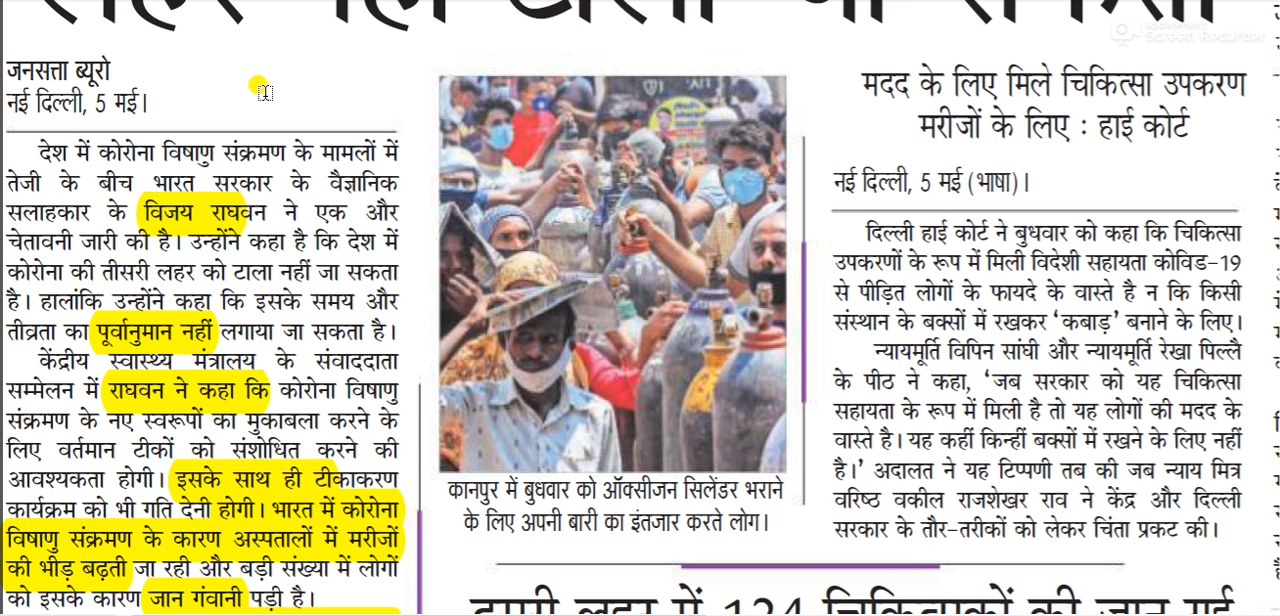 जनसत्ता ब्यूरो
नई दिल्ली, 5 मई।
देश में कोरोना विषाणु संक्रमण के मामलों में
तेजी के बीच भारत सरकार के वैज्ञानिक
सलाहकार के विजय राघवन ने एक और
चेतावनी जारी की है। उन्होंने कहा है कि देश में
कोरोना की तीसरी लहर को टाला नहीं जा सकता
है। हालांकि उन्होंने कहा कि इसके समय और
तीव्रता का पूर्वानुमान नहीं लगाया जा सकता है।
केंद्रीय स्वास्थ्य मंत्रालय के संवाददाता
सम्मेलन में राघवन ने कहा कि कोरोना विषाणु
संक्रमण के नए स्वरूपों का मुकाबला करने के
लिए वर्तमान टीकों को संशोधित करने की
आवश्यकता होगी। इसके साथ ही टीकाकरण
कार्यक्रम को भी गति देनी होगी। भारत में कोरोना
विषाणु संक्रमण के कारण अस्पतालों में मरीजों
की भीड़ बढ़ती जा रही और बड़ी संख्या में लोगों
को इसके कारण जान गंवानी पड़ी है।
कानपुर में बुधवार को ऑक्सीजन सिलेंडर भराने
के लिए अपनी बारी का इंतजार करते लोग।
Screen Recorder
मदद के लिए मिले चिकित्सा उपकरण
मरीजों के लिए : हाई कोर्ट
नई दिल्ली, 5 मई (भाषा)।
दिल्ली हाई कोर्ट ने बुधवार को कहा कि चिकित्सा
उपकरणों के रूप में मिली विदेशी सहायता कोविड-19
से पीड़ित लोगों के फायदे के वास्ते है न कि किसी
संस्थान के बक्सों में रखकर ‘कबाड़’ बनाने के लिए।
न्यायमूर्ति विपिन सांघी और न्यायमूर्ति रेखा पिल्लै
के पीठ ने कहा, ‘जब सरकार को यह चिकित्सा
सहायता के रूप में मिली है तो यह लोगों की मदद के
वास्ते है। यह कहीं किन्हीं बक्सों में रखने के लिए नहीं
है।’ अदालत ने यह टिप्पणी तब की जब न्याय मित्र
वरिष्ठ वकील राजशेखर राव ने केंद्र और दिल्ली
सरकार के तौर-तरीकों को लेकर चिंता प्रकट की।
लहर में 124 चिकित्सकों की जान गई